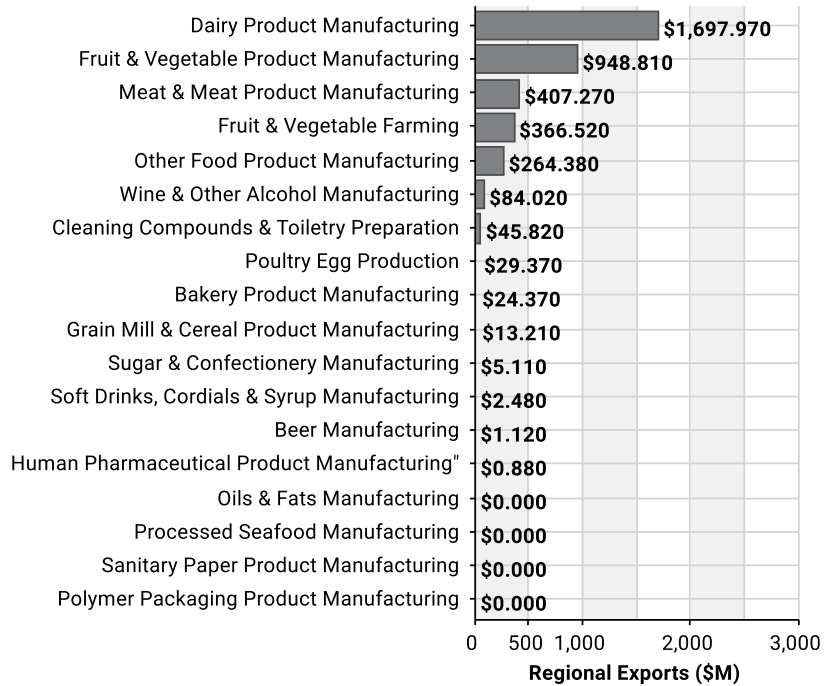 Dairy Product Manufacturing $1,697.970
Fruit & Vegetable Product Manufacturing $948.810
Meat & Meat Product Manufacturing $407.270
Fruit & Vegetable Farming $366.520
Other Food Product Manufacturing $264.380
Wine & Other Alcohol Manufacturing $84.020
Cleaning Compounds & Toiletry Preparation $45.820
Poultry Egg Production $29.370
Bakery Product Manufacturing $24.370
Grain Mill & Cereal Product Manufacturing $13.210
Sugar & Confectionery Manufacturing $5.110
Soft Drinks, Cordials & Syrup Manufacturing $2.480
Beer Manufacturing $1.120
Human Pharmaceutical Product Manufacturing" $0.880
Oils & Fats Manufacturing $0.000
Processed Seafood Manufacturing $0.000
Sanitary Paper Product Manufacturing $0.000
Polymer Packaging Product Manufacturing $0.000
0 500 1,000 2,000 3,000
Regional Exports ($M)